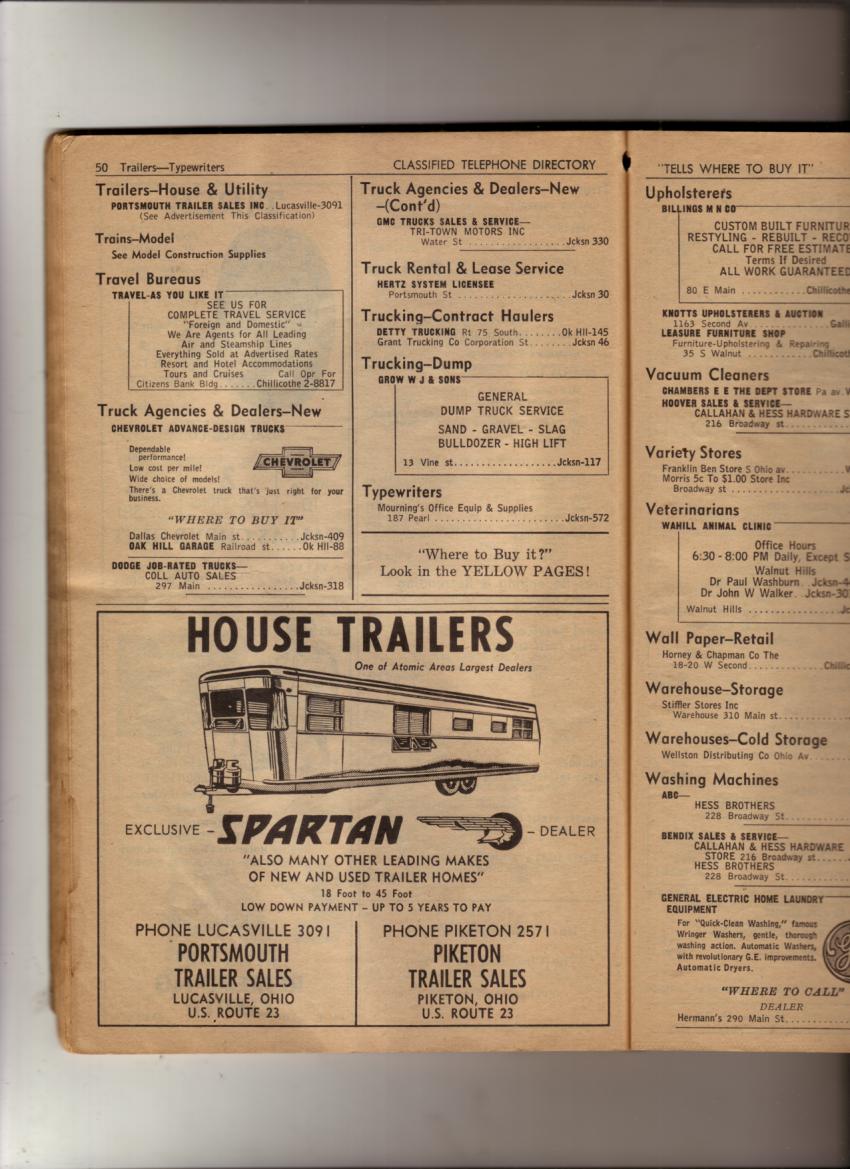 50 Trailers—Typewriters
CLASSIFIED TELEPHONE DIRECTORY
Trailers—House & Utility
PORTSMOUTH TRAILER SALES INC..Lucasville-3091
(See Advertisement This Classification)
Trains—Model
See Model Construction Supplies
Travel Bureaus
TRAVEL-AS YOU LIKE IT
SEE US FOR
COMPLETE TRAVEL SERVICE
"Foreign and Domestic"
We Are Agents for All Leading
Air and Steamship Lines
Everything Sold at Advertised Rates
Resort and Hotel Accommodations
Tours and Cruises Call Opr For
Citizens Bank Bldg.......Chillicothe 2-8817
Truck Agencies & Dealers—New
CHEVROLET ADVANCE-DESIGN TRUCKS
Dependable
performance!
Low cost per mile!
Wide choice of models!
There's a Chevrolet truck that's just right for your
business.
CHEVROLET
"WHERE TO BUY IT"
Dallas Chevrolet Main st..........Jcksn-409
OAK HILL GARAGE Railroad st......Ok Hll-88
DODGE JOB-RATED TRUCKS—
COLL AUTO SALES
297 Main .................Jcksn-318
Truck Agencies & Dealers—New
—(Cont'd)
GMC TRUCKS SALES & SERVICE—
TRI-TOWN MOTORS INC
Water St ..................Jcksn 330
Truck Rental & Lease Service
HERTZ SYSTEM LICENSEE
Portsmouth St .....................Jcksn 30
Trucking—Contract Haulers
DETTY TRUCKING Rt 75 South........Ok Hll-145
Grant Trucking Co Corporation St........Jcksn 46
Trucking—Dump
GROW W J & SONS
GENERAL
DUMP TRUCK SERVICE
SAND - GRAVEL - SLAG
BULLDOZER - HIGH LIFT
13 Vine st....................Jcksn-117
Typewriters
Mourning's Office Equip & Supplies
187 Pearl .......................Jcksn-572
"Where to Buy it?"
Look in the YELLOW PAGES!
HOUSE TRAILERS
One of Atomic Areas Largest Dealers
EXCLUSIVE - SPARTAN - DEALER
"ALSO MANY OTHER LEADING MAKES
OF NEW AND USED TRAILER HOMES"
18 Foot to 45 Foot
LOW DOWN PAYMENT - UP TO 5 YEARS TO PAY
PHONE LUCASVILLE 3091
PORTSMOUTH
TRAILER SALES
LUCASVILLE, OHIO
U.S. ROUTE 23
PHONE PIKETON 2571
PIKETON
TRAILER SALES
PIKETON, OHIO
U.S. ROUTE 23
"TELLS WHERE TO BUY IT"
Upholsterers
BILLINGS M N CO
CUSTOM BUILT FURNITUR
RESTYLING - REBUILT - RECO
CALL FOR FREE ESTIMATE
Terms If Desired
ALL WORK GUARANTEED
80 E Main ............Chillicothe
KNOTTS UPHOLSTERERS & AUCTION
1163 Second Av ..................Galli
LEASURE FURNITURE SHOP
Furniture-Upholstering & Repairing
35 S Walnut ..............Chillicoth
Vacuum Cleaners
CHAMBERS E E THE DEPT STORE Pa av.W
HOOVER SALES & SERVICE—
CALLAHAN & HESS HARDWARE S
216 Broadway st..............
Variety Stores
Franklin Ben Store S Ohio av............W
Morris 5c To $1.00 Store Inc
Broadway st ....................Jc
Veterinarians
WAHILL ANIMAL CLINIC
Office Hours
6:30 - 8:00 PM Daily, Except S
Walnut Hills
Dr Paul Washburn..Jcksn-4
Dr John W Walker..Jcksn-30
Walnut Hills ..................Jc
Wall Paper—Retail
Horney & Chapman Co The
18-20 W Second.............Chillic
Warehouse—Storage
Stiffler Stores Inc
Warehouse 310 Main st............
Warehouses—Cold Storage
Wellston Distributing Co Ohio Av.......
Washing Machines
ABC—
HESS BROTHERS
228 Broadway St.............
BENDIX SALES & SERVICE—
CALLAHAN & HESS HARDWARE
STORE 216 Broadway st......
HESS BROTHERS
228 Broadway St.............
GENERAL ELECTRIC HOME LAUNDRY
EQUIPMENT
For "Quick-Clean Washing," famous
Wringer Washers, gentle, thorough
washing action. Automatic Washers,
with revolutionary G.E. improvements.
Automatic Dryers.
"WHERE TO CALL"
DEALER
Hermann's 290 Main St.............